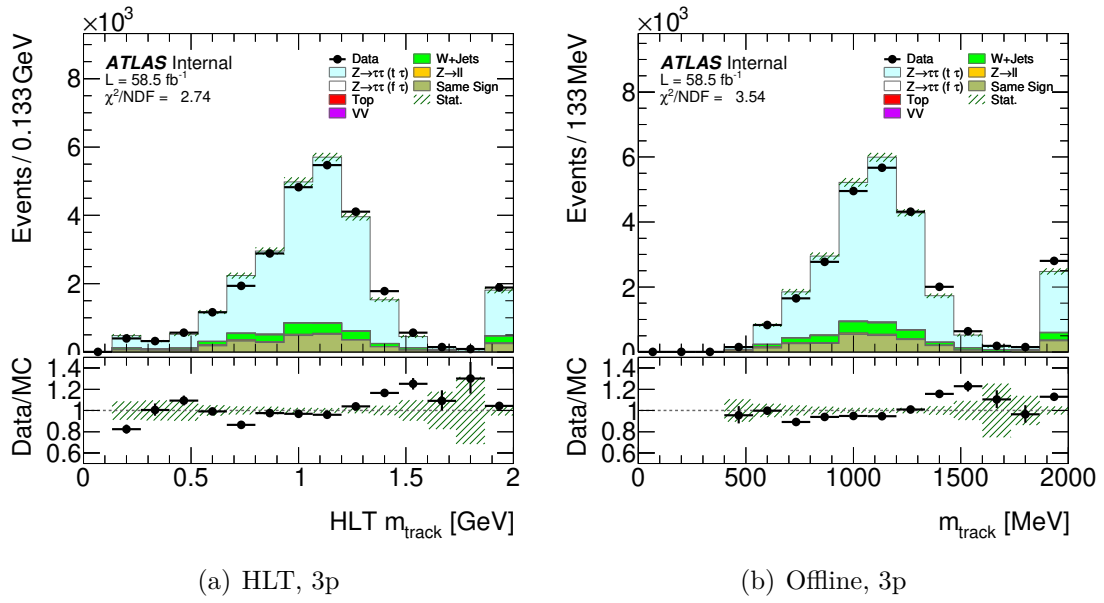 ×10³
Events / 0.133 GeV
ATLAS Internal
L = 58.5 fb⁻¹
χ²/NDF = 2.74
Data
Z→ττ (t τ)
Z→ττ (f τ)
Top
VV
W+Jets
Z→ll
Same Sign
Stat.
8
6
4
2
0
Data/MC
1.4
1.2
1
0.8
0.6
0 0.5 1 1.5 2
HLT m_track [GeV]
(a) HLT, 3p
×10³
Events / 133 MeV
ATLAS Internal
L = 58.5 fb⁻¹
χ²/NDF = 3.54
Data
Z→ττ (t τ)
Z→ττ (f τ)
Top
VV
W+Jets
Z→ll
Same Sign
Stat.
8
6
4
2
0
Data/MC
1.4
1.2
1
0.8
0.6
0 500 1000 1500 2000
m_track [MeV]
(b) Offline, 3p